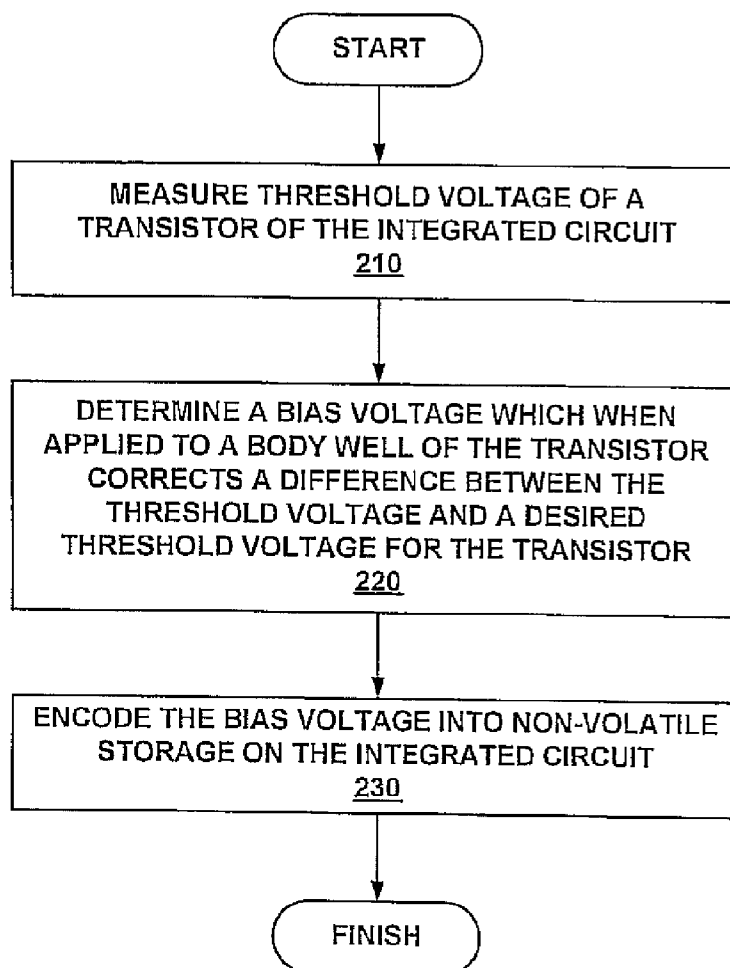 START
MEASURE THRESHOLD VOLTAGE OF A
TRANSISTOR OF THE INTEGRATED CIRCUIT
210
DETERMINE A BIAS VOLTAGE WHICH WHEN
APPLIED TO A BODY WELL OF THE TRANSISTOR
CORRECTS A DIFFERENCE BETWEEN THE
THRESHOLD VOLTAGE AND A DESIRED
THRESHOLD VOLTAGE FOR THE TRANSISTOR
220
ENCODE THE BIAS VOLTAGE INTO NON-VOLATILE
STORAGE ON THE INTEGRATED CIRCUIT
230
FINISH